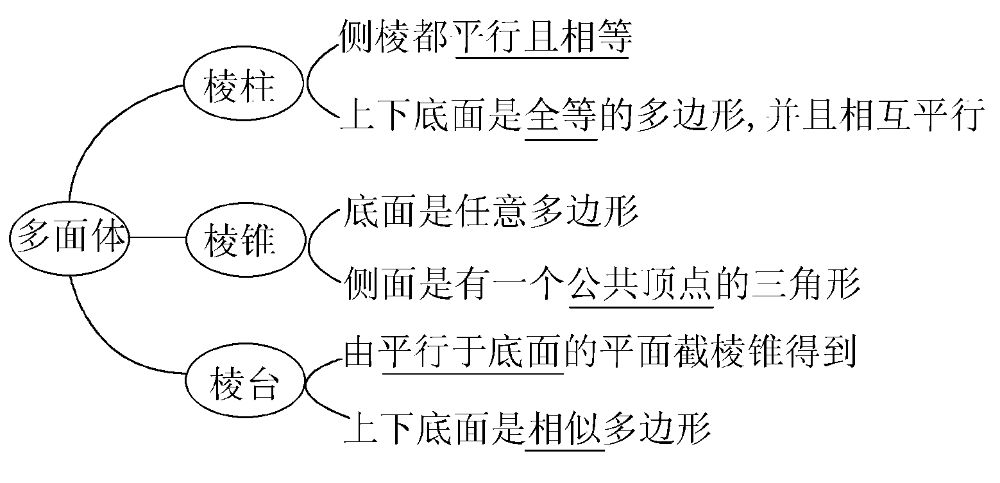 侧棱都平行且相等
棱柱
上下底面是全等的多边形,并且相互平行
底面是任意多边形
多面体
棱锥
侧面是有一个公共顶点的三角形
由平行于底面的平面截棱锥得到
棱台
上下底面是相似多边形